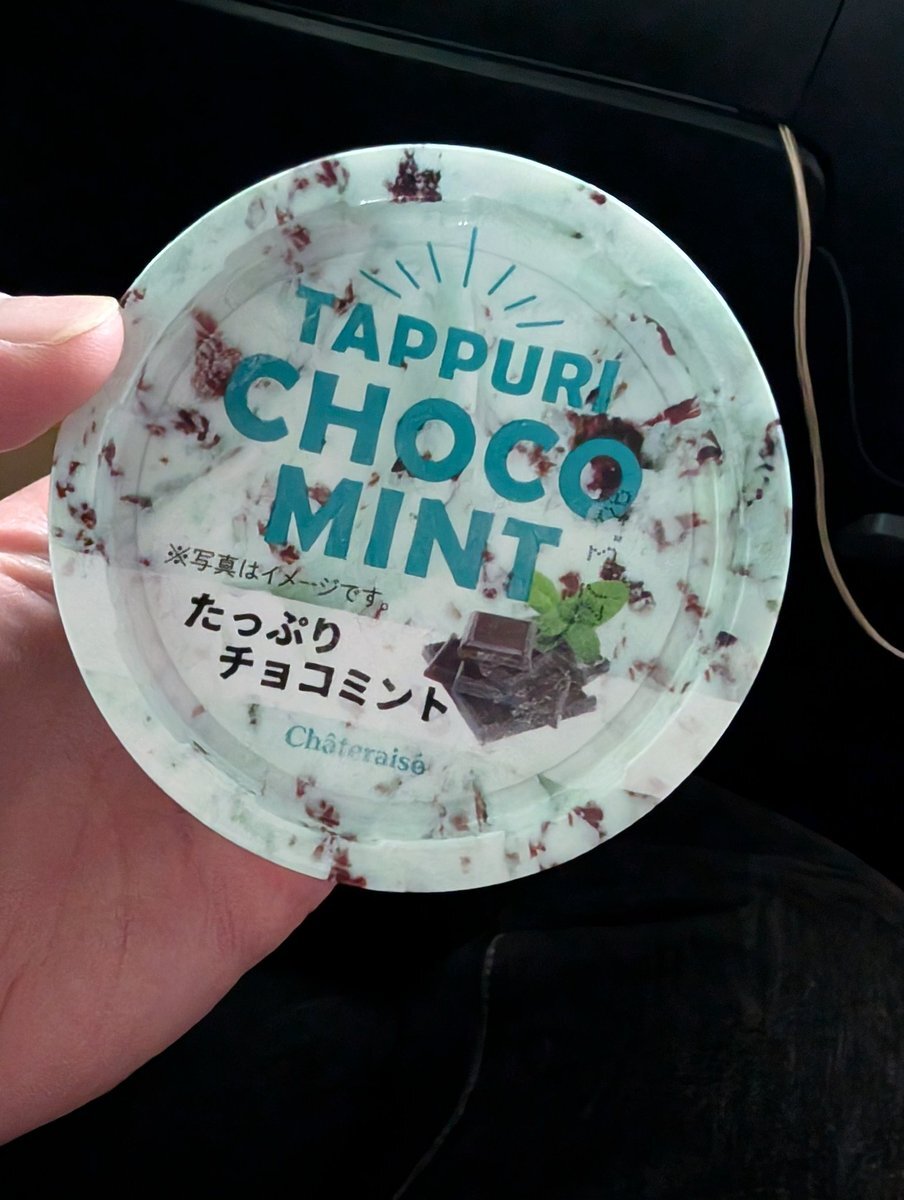 TAPPURI
CHOCO
MINT
※写真はイメージです。
たっぷり
チョコミント
Châteraisé